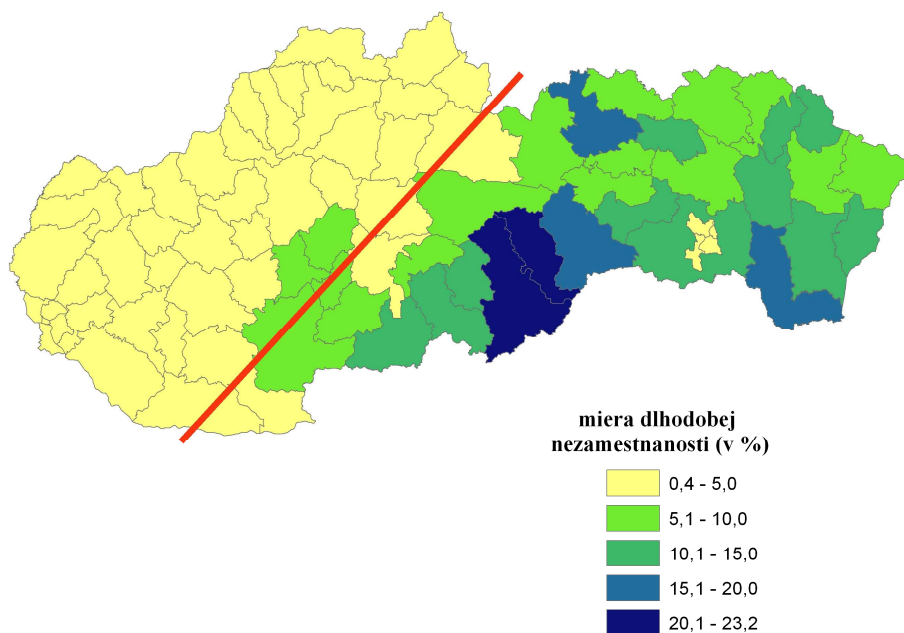 miera dlhodobej
nezamestnanosti (v %)
0,4 - 5,0
5,1 - 10,0
10,1 - 15,0
15,1 - 20,0
20,1 - 23,2